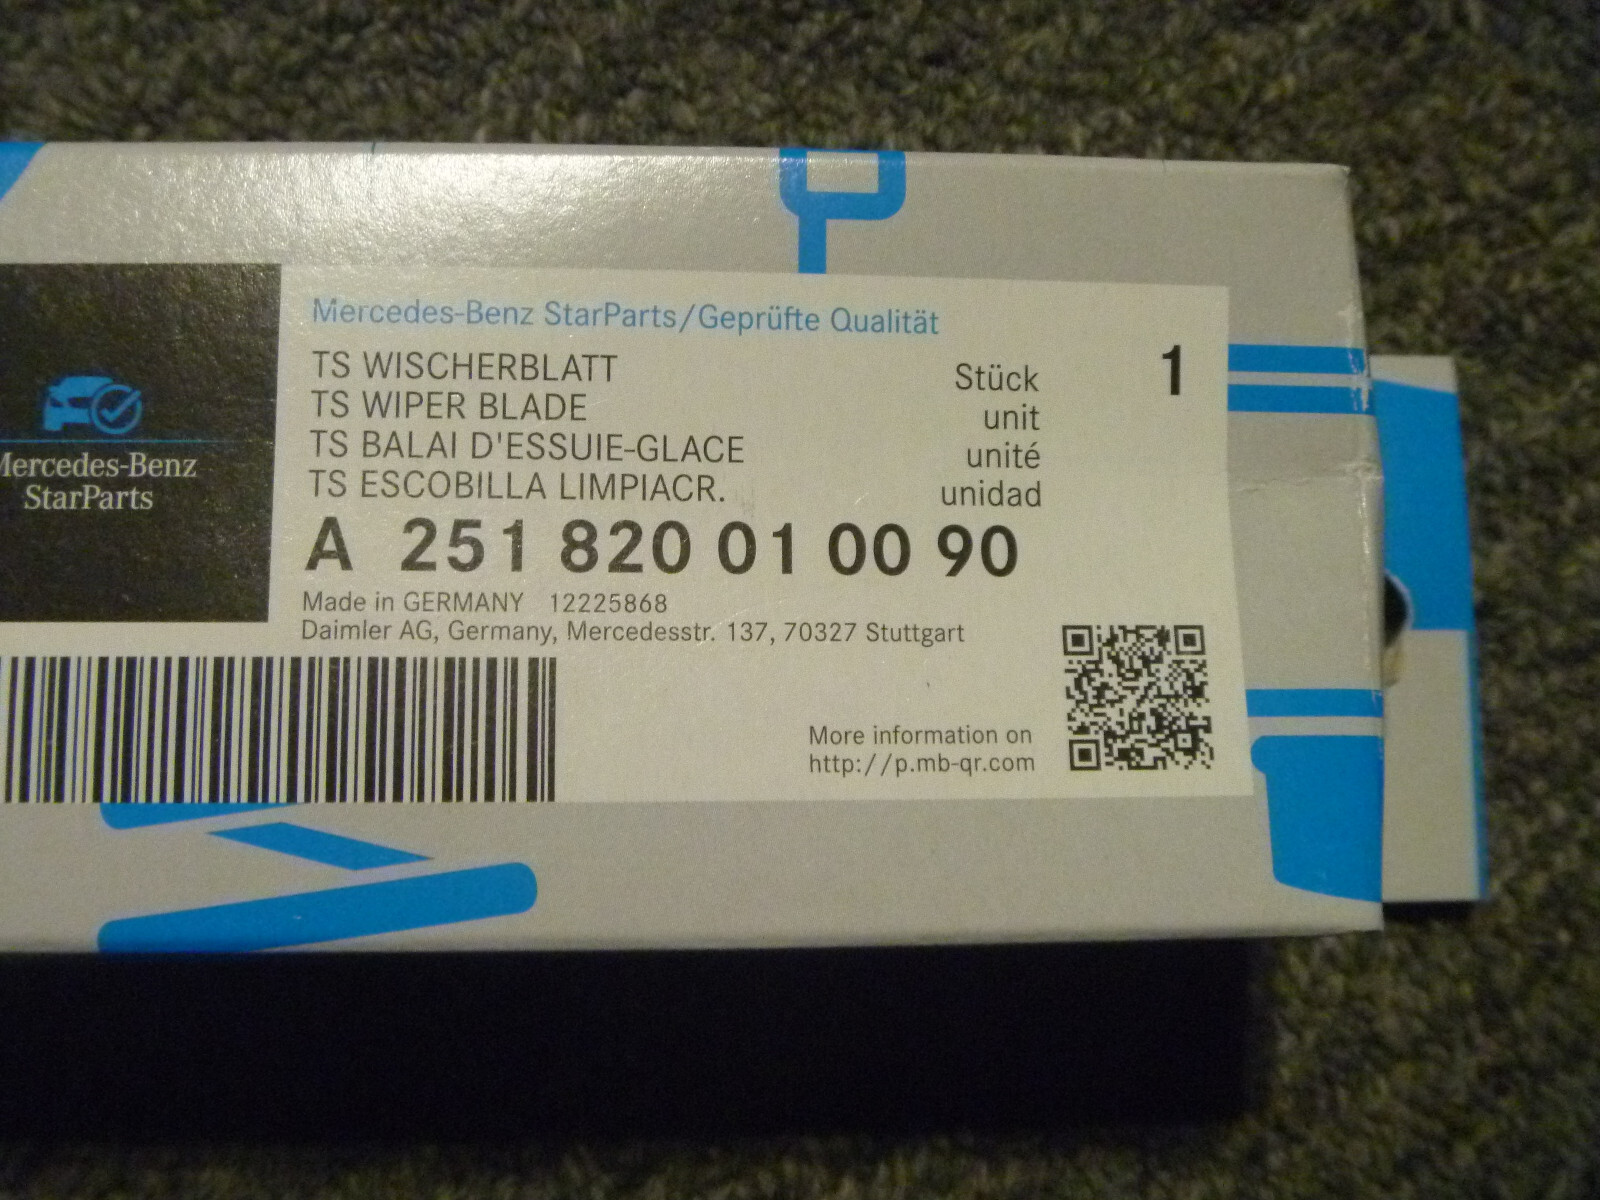 Mercedes-Benz StarParts/Geprüfte Qualität
TS WISCHERBLATT Stück 1
TS WIPER BLADE unit
TS BALAI D'ESSUIE-GLACE unité
TS ESCOBILLA LIMPIACR. unidad
A 251 820 01 00 90
Made in GERMANY 12225868
Daimler AG, Germany, Mercedesstr. 137, 70327 Stuttgart
More information on
http://p.mb-qr.com
Mercedes-Benz
StarParts